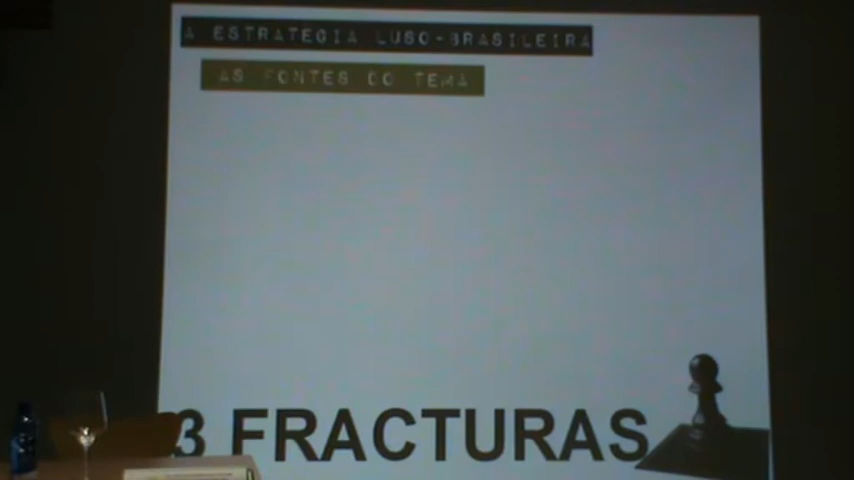 A ESTRATEGIA LUSO-BRASILEIRA
AS FONTES DO TEMA
3 FRACTURAS